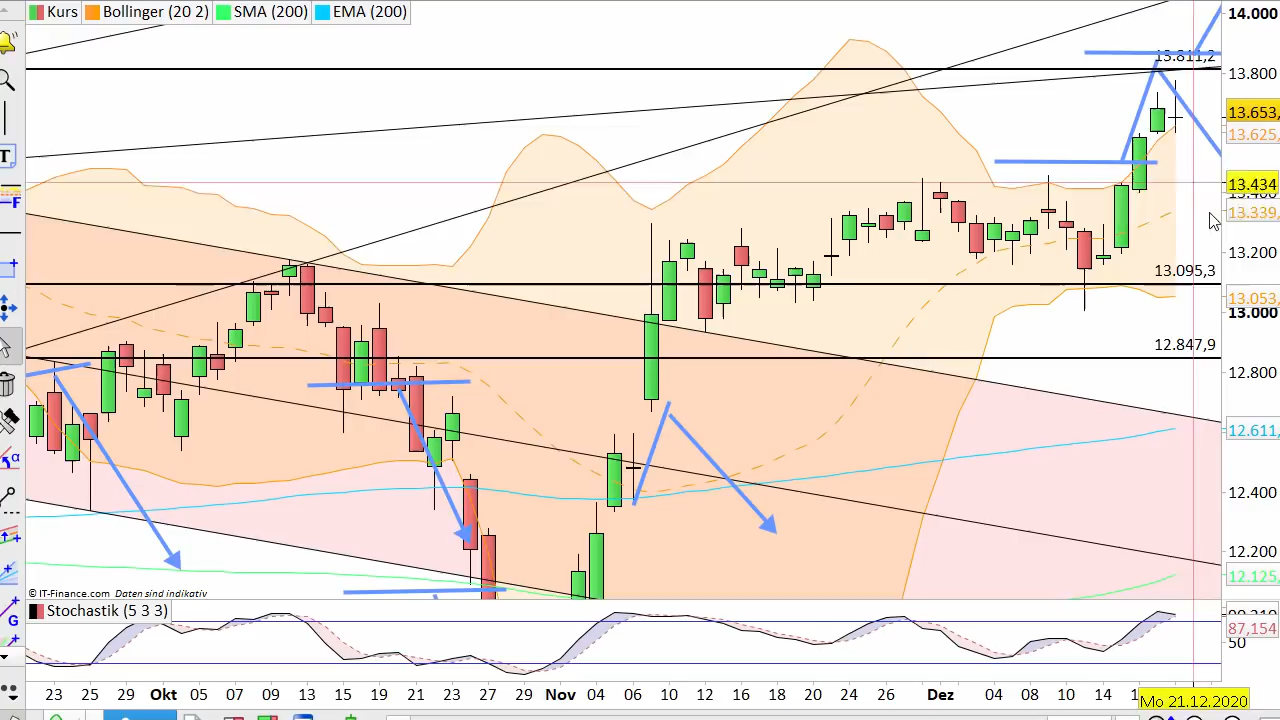 Kurs Bollinger (20 2) SMA (200) EMA (200)
14.000
13.811,2
13.800
13.653,
13.625,
13.434
13.339,
13.200
13.095,3
13.053
13.000
12.847,9
12.800
12.611,
12.400
12.200
12.125,
© IT-Finance.com Daten sind indikativ
Stochastik (5 3 3)
87,154
50
23 25 29 Okt 05 07 09 13 15 19 21 23 27 29 Nov 04 06 10 12 16 18 20 24 26 Dez 04 08 10 14
Mo 21.12.2020
T
F
α
G